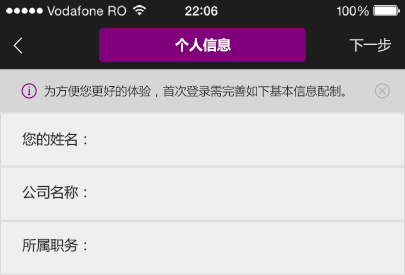 Vodafone RO 22:06 100%
个人信息 下一步
为方便您更好的体验，首次登录需完善如下基本信息配制。
您的姓名：
公司名称：
所属职务：